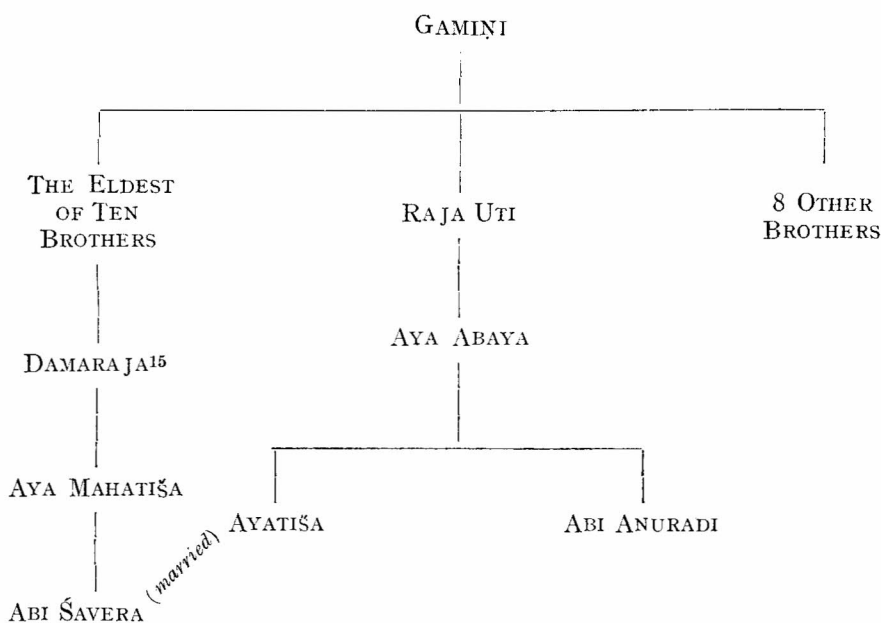 GAMIṆI
THE ELDEST
OF TEN
BROTHERS
RAJA UTI
8 OTHER
BROTHERS
DAMARAJA¹⁵
AYA ABAYA
AYA MAHATIŠA
AYATIŠA
ABI ANURADI
(married)
ABI ŚAVERA